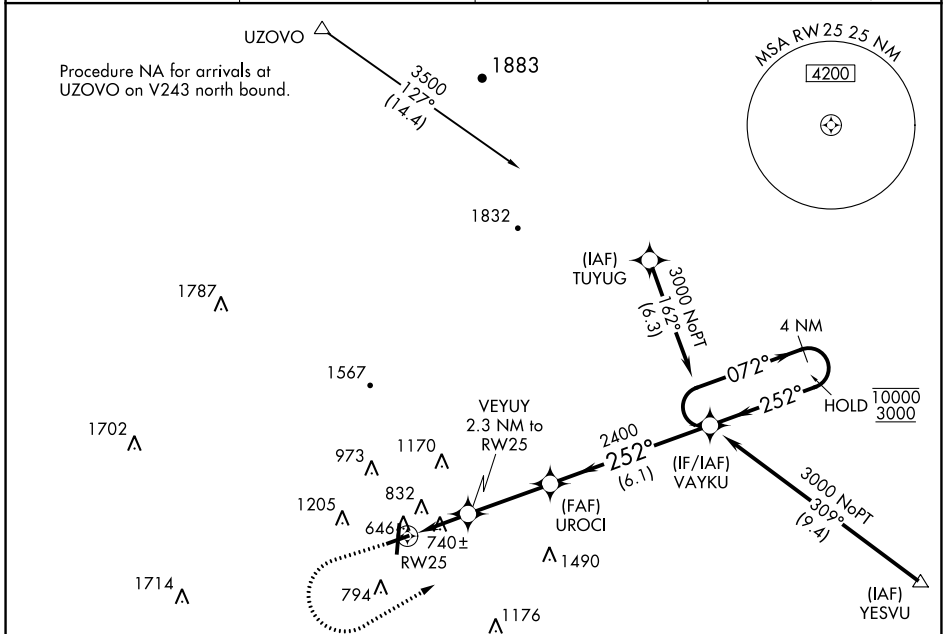 UZOVO
Procedure NA for arrivals at
UZOVO on V243 north bound.
3500
127°
(14.4)
1883
MSA RW25 25 NM
4200
1832
(IAF)
TUYUG
3000 NoPT
162°
(6.3)
1787
4 NM
072°
252°
HOLD
10000
3000
1567
VEYUY
2.3 NM to
RW25
2400
252°
(6.1)
(IF/IAF)
VAYKU
1702
973
1170
832
1205
646
740±
RW25
(FAF)
UROCI
3000 NoPT
309°
(9.4)
1490
1714
794
1176
(IAF)
YESVU